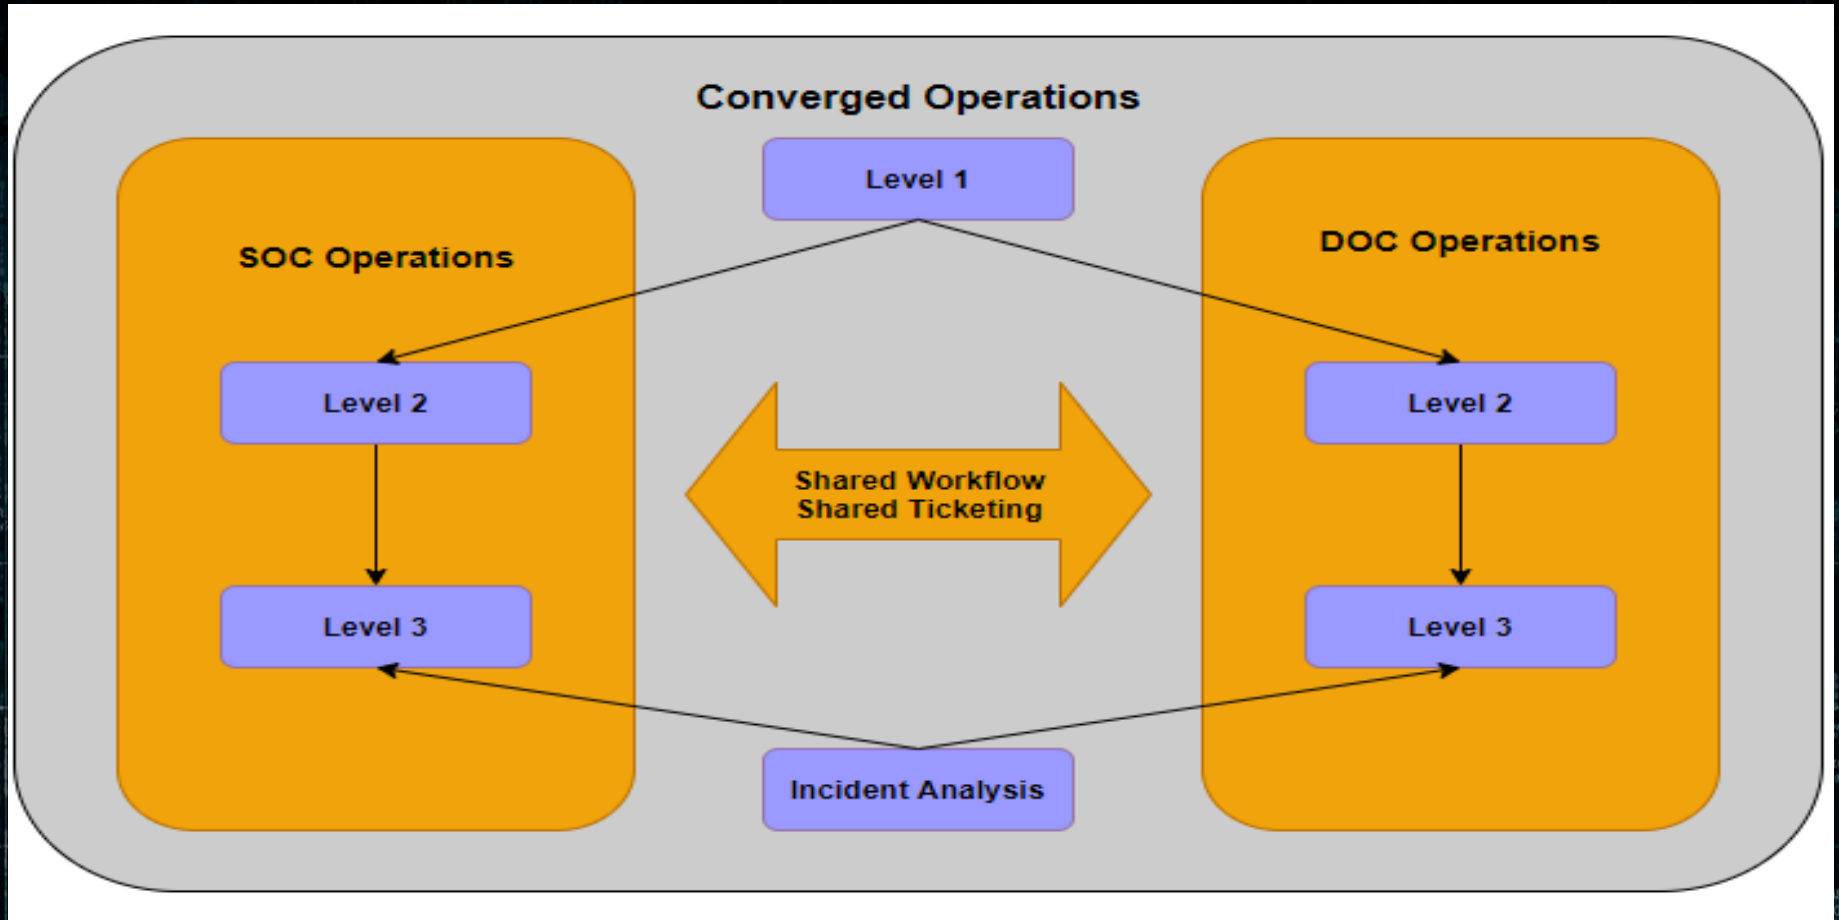 Converged Operations
Level 1
SOC Operations
DOC Operations
Level 2
Level 2
Shared Workflow
Shared Ticketing
Level 3
Level 3
Incident Analysis